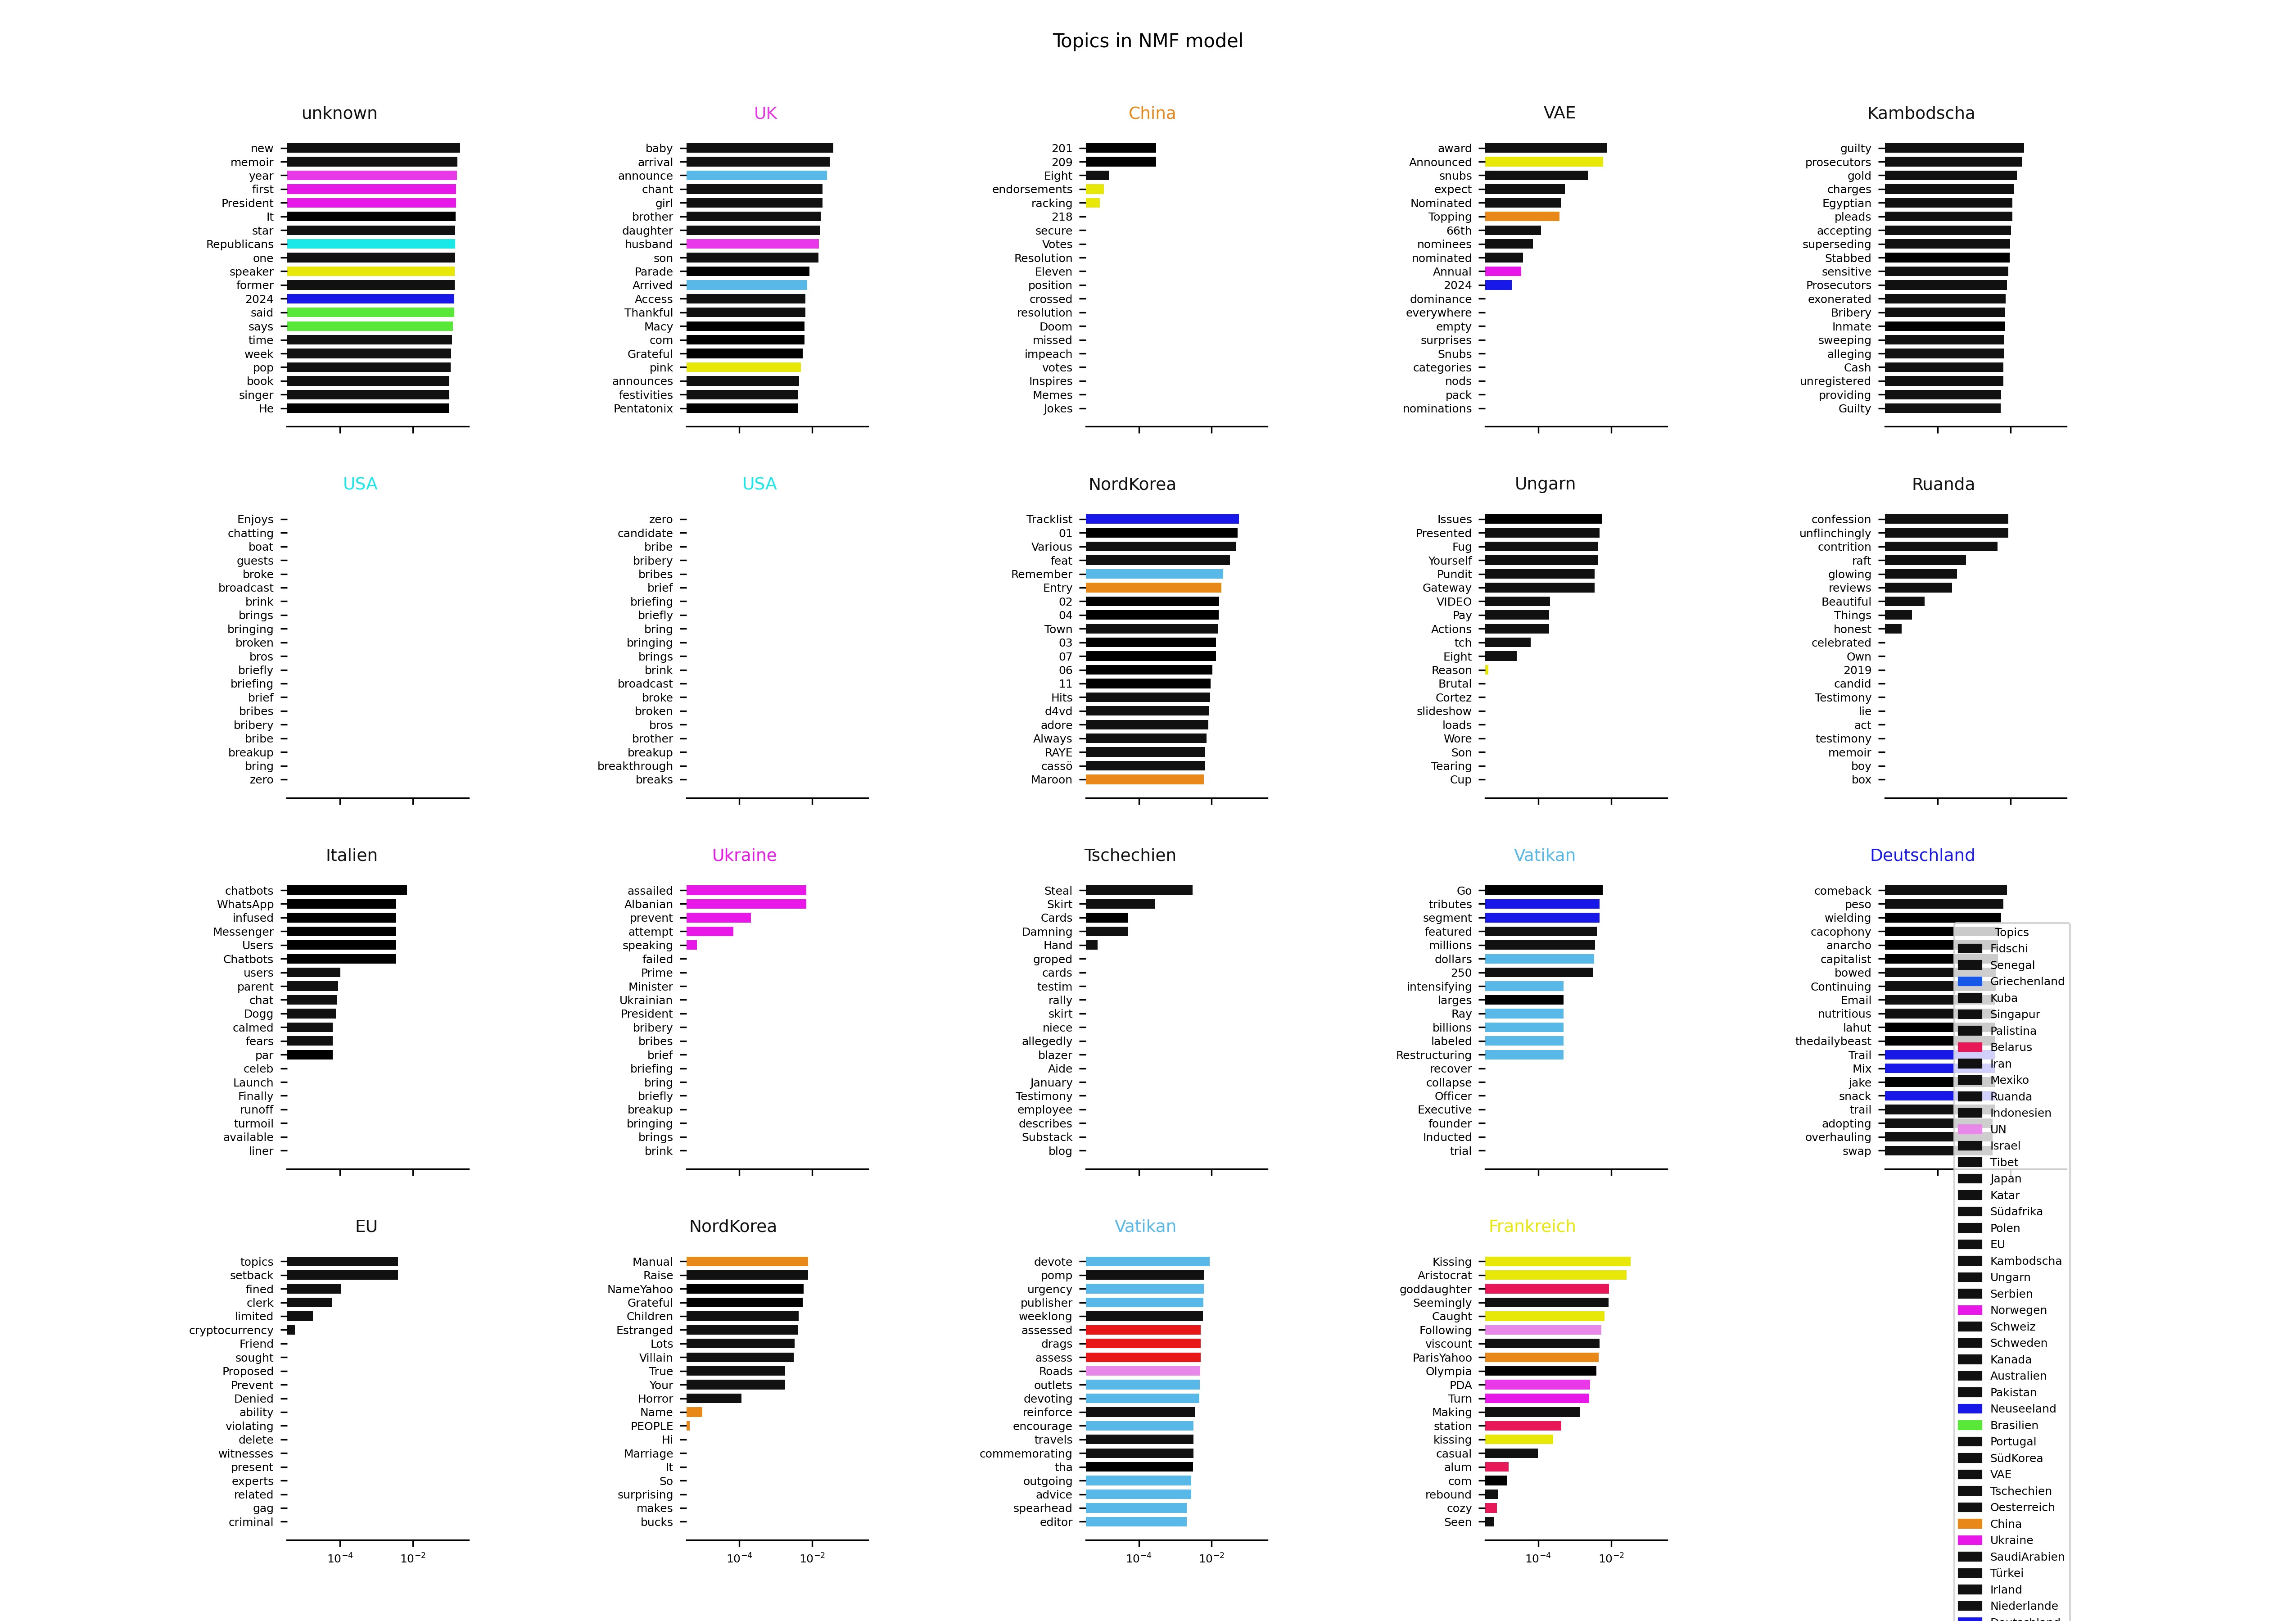 Topics in NMF model
unknown
new
memoir
year
first
President
It
star
Republicans
one
speaker
former
2024
said
says
time
week
pop
book
singer
He
UK
baby
arrival
announce
chant
girl
brother
daughter
husband
son
Parade
Arrived
Access
Thankful
Macy
com
Grateful
pink
announces
festivities
Pentatonix
China
201
209
Eight
endorsements
racking
218
secure
Votes
Resolution
Eleven
position
crossed
resolution
Doom
missed
impeach
votes
Inspires
Memes
Jokes
VAE
award
Announced
snubs
expect
Nominated
Topping
66th
nominees
nominated
Annual
2024
dominance
everywhere
empty
surprises
Snubs
categories
nods
pack
nominations
Kambodscha
guilty
prosecutors
gold
charges
Egyptian
pleads
accepting
superseding
Stabbed
sensitive
Prosecutors
exonerated
Bribery
Inmate
sweeping
alleging
Cash
unregistered
providing
Guilty
USA
Enjoys
chatting
boat
guests
broke
broadcast
brink
brings
bringing
broken
bros
briefly
briefing
brief
bribes
bribery
bribe
breakup
bring
zero
USA
zero
candidate
bribe
bribery
bribes
brief
briefing
briefly
bring
bringing
brings
brink
broadcast
broke
broken
bros
brother
breakup
breakthrough
breaks
NordKorea
Tracklist
01
Various
feat
Remember
Entry
02
04
Town
03
07
06
11
Hits
d4vd
adore
Always
RAYE
cassö
Maroon
Ungarn
Issues
Presented
Fug
Yourself
Pundit
Gateway
VIDEO
Pay
Actions
tch
Eight
Reason
Brutal
Cortez
slideshow
loads
Wore
Son
Tearing
Cup
Ruanda
confession
unflinchingly
contrition
raft
glowing
reviews
Beautiful
Things
honest
celebrated
Own
2019
candid
Testimony
lie
act
testimony
memoir
boy
box
Italien
chatbots
WhatsApp
infused
Messenger
Users
Chatbots
users
parent
chat
Dogg
calmed
fears
par
celeb
Launch
Finally
runoff
turmoil
available
liner
Ukraine
assailed
Albanian
prevent
attempt
speaking
failed
Prime
Minister
Ukrainian
President
bribery
bribes
brief
briefing
bring
briefly
breakup
bringing
brings
brink
Tschechien
Steal
Skirt
Cards
Damning
Hand
groped
cards
testim
rally
skirt
niece
allegedly
blazer
Aide
January
Testimony
employee
describes
Substack
blog
Vatikan
Go
tributes
segment
featured
millions
dollars
250
intensifying
larges
Ray
billions
labeled
Restructuring
recover
collapse
Officer
Executive
founder
Inducted
trial
Deutschland
comeback
peso
wielding
cacophony
anarcho
capitalist
bowed
Continuing
Email
nutritious
lahut
thedailybeast
Trail
Mix
jake
snack
trail
adopting
overhauling
swap
EU
topics
setback
fined
clerk
limited
cryptocurrency
Friend
sought
Proposed
Prevent
Denied
ability
violating
delete
witnesses
present
experts
related
gag
criminal
10⁻⁴ 10⁻²
NordKorea
Manual
Raise
NameYahoo
Grateful
Children
Estranged
Lots
Villain
True
Your
Horror
Name
PEOPLE
Hi
Marriage
It
So
surprising
makes
bucks
10⁻⁴ 10⁻²
Vatikan
devote
pomp
urgency
publisher
weeklong
assessed
drags
assess
Roads
outlets
devoting
reinforce
encourage
travels
commemorating
tha
outgoing
advice
spearhead
editor
10⁻⁴ 10⁻²
Frankreich
Kissing
Aristocrat
goddaughter
Seemingly
Caught
Following
viscount
ParisYahoo
Olympia
PDA
Turn
Making
station
kissing
casual
alum
com
rebound
cozy
Seen
10⁻⁴ 10⁻²
Topics
Fidschi
Senegal
Griechenland
Kuba
Singapur
Palistina
Belarus
Iran
Mexiko
Ruanda
Indonesien
UN
Israel
Tibet
Japan
Katar
Südafrika
Polen
EU
Kambodscha
Ungarn
Serbien
Norwegen
Schweiz
Schweden
Kanada
Australien
Pakistan
Neuseeland
Brasilien
Portugal
SüdKorea
VAE
Tschechien
Oesterreich
China
Ukraine
SaudiArabien
Türkei
Irland
Niederlande